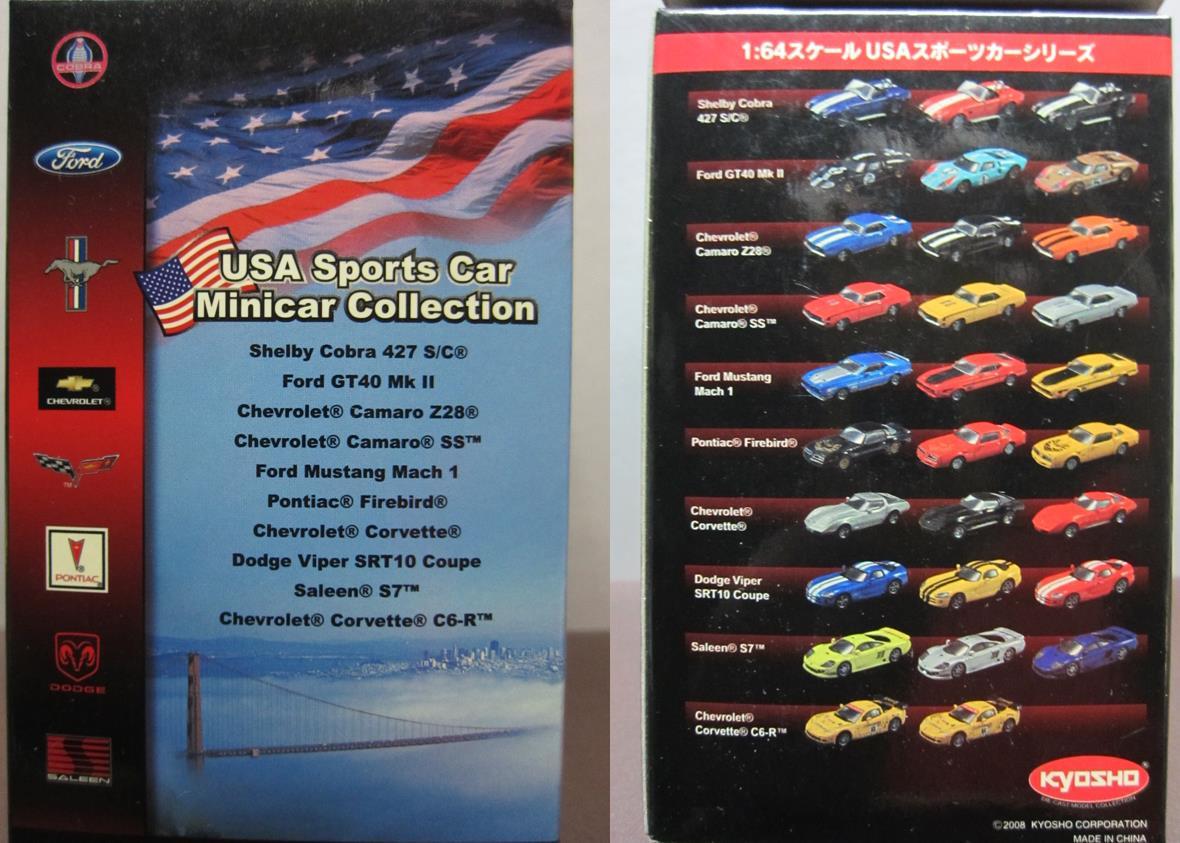 COBRA
Ford
CHEVROLET®
TM
PONTIAC®
DODGE
SALEEN
USA Sports Car
Minicar Collection
Shelby Cobra 427 S/C®
Ford GT40 Mk II
Chevrolet® Camaro Z28®
Chevrolet® Camaro® SS™
Ford Mustang Mach 1
Pontiac® Firebird®
Chevrolet® Corvette®
Dodge Viper SRT10 Coupe
Saleen® S7™
Chevrolet® Corvette® C6-R™
1:64スケール USAスポーツカーシリーズ
Shelby Cobra
427 S/C®
Ford GT40 Mk II
Chevrolet®
Camaro Z28®
Chevrolet®
Camaro® SS™
Ford Mustang
Mach 1
Pontiac® Firebird®
Chevrolet®
Corvette®
Dodge Viper
SRT10 Coupe
Saleen® S7™
Chevrolet®
Corvette® C6-R™
KYOSHO®
DIE-CAST MODEL COLLECTION
©2008 KYOSHO CORPORATION
MADE IN CHINA